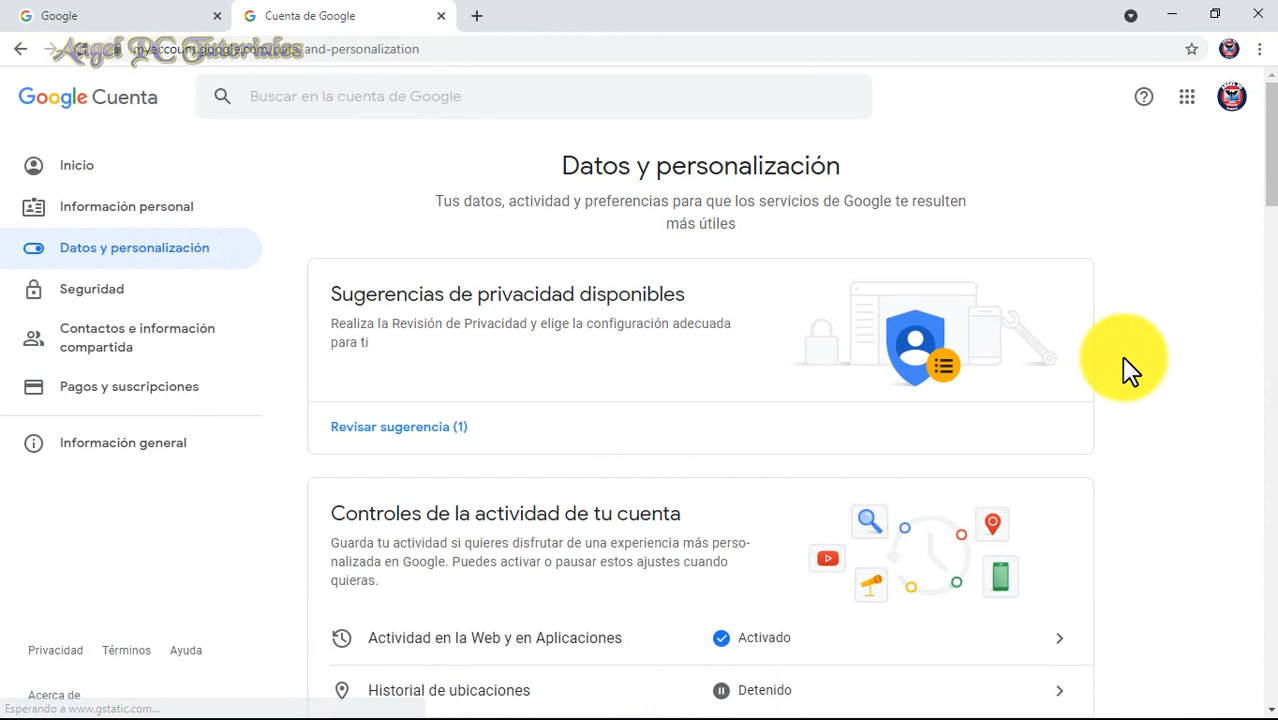 Google
Cuenta de Google
Angel PC Tutoriales
myaccount.google.com/data-and-personalization
Google Cuenta
Buscar en la cuenta de Google
Inicio
Información personal
Datos y personalización
Seguridad
Contactos e información
compartida
Pagos y suscripciones
Información general
Privacidad Términos Ayuda
Acerca de
Esperando a www.gstatic.com...
Datos y personalización
Tus datos, actividad y preferencias para que los servicios de Google te resulten
más útiles
Sugerencias de privacidad disponibles
Realiza la Revisión de Privacidad y elige la configuración adecuada
para ti
Revisar sugerencia (1)
Controles de la actividad de tu cuenta
Guarda tu actividad si quieres disfrutar de una experiencia más perso-
nalizada en Google. Puedes activar o pausar estos ajustes cuando
quieras.
Actividad en la Web y en Aplicaciones Activado
Historial de ubicaciones Detenido